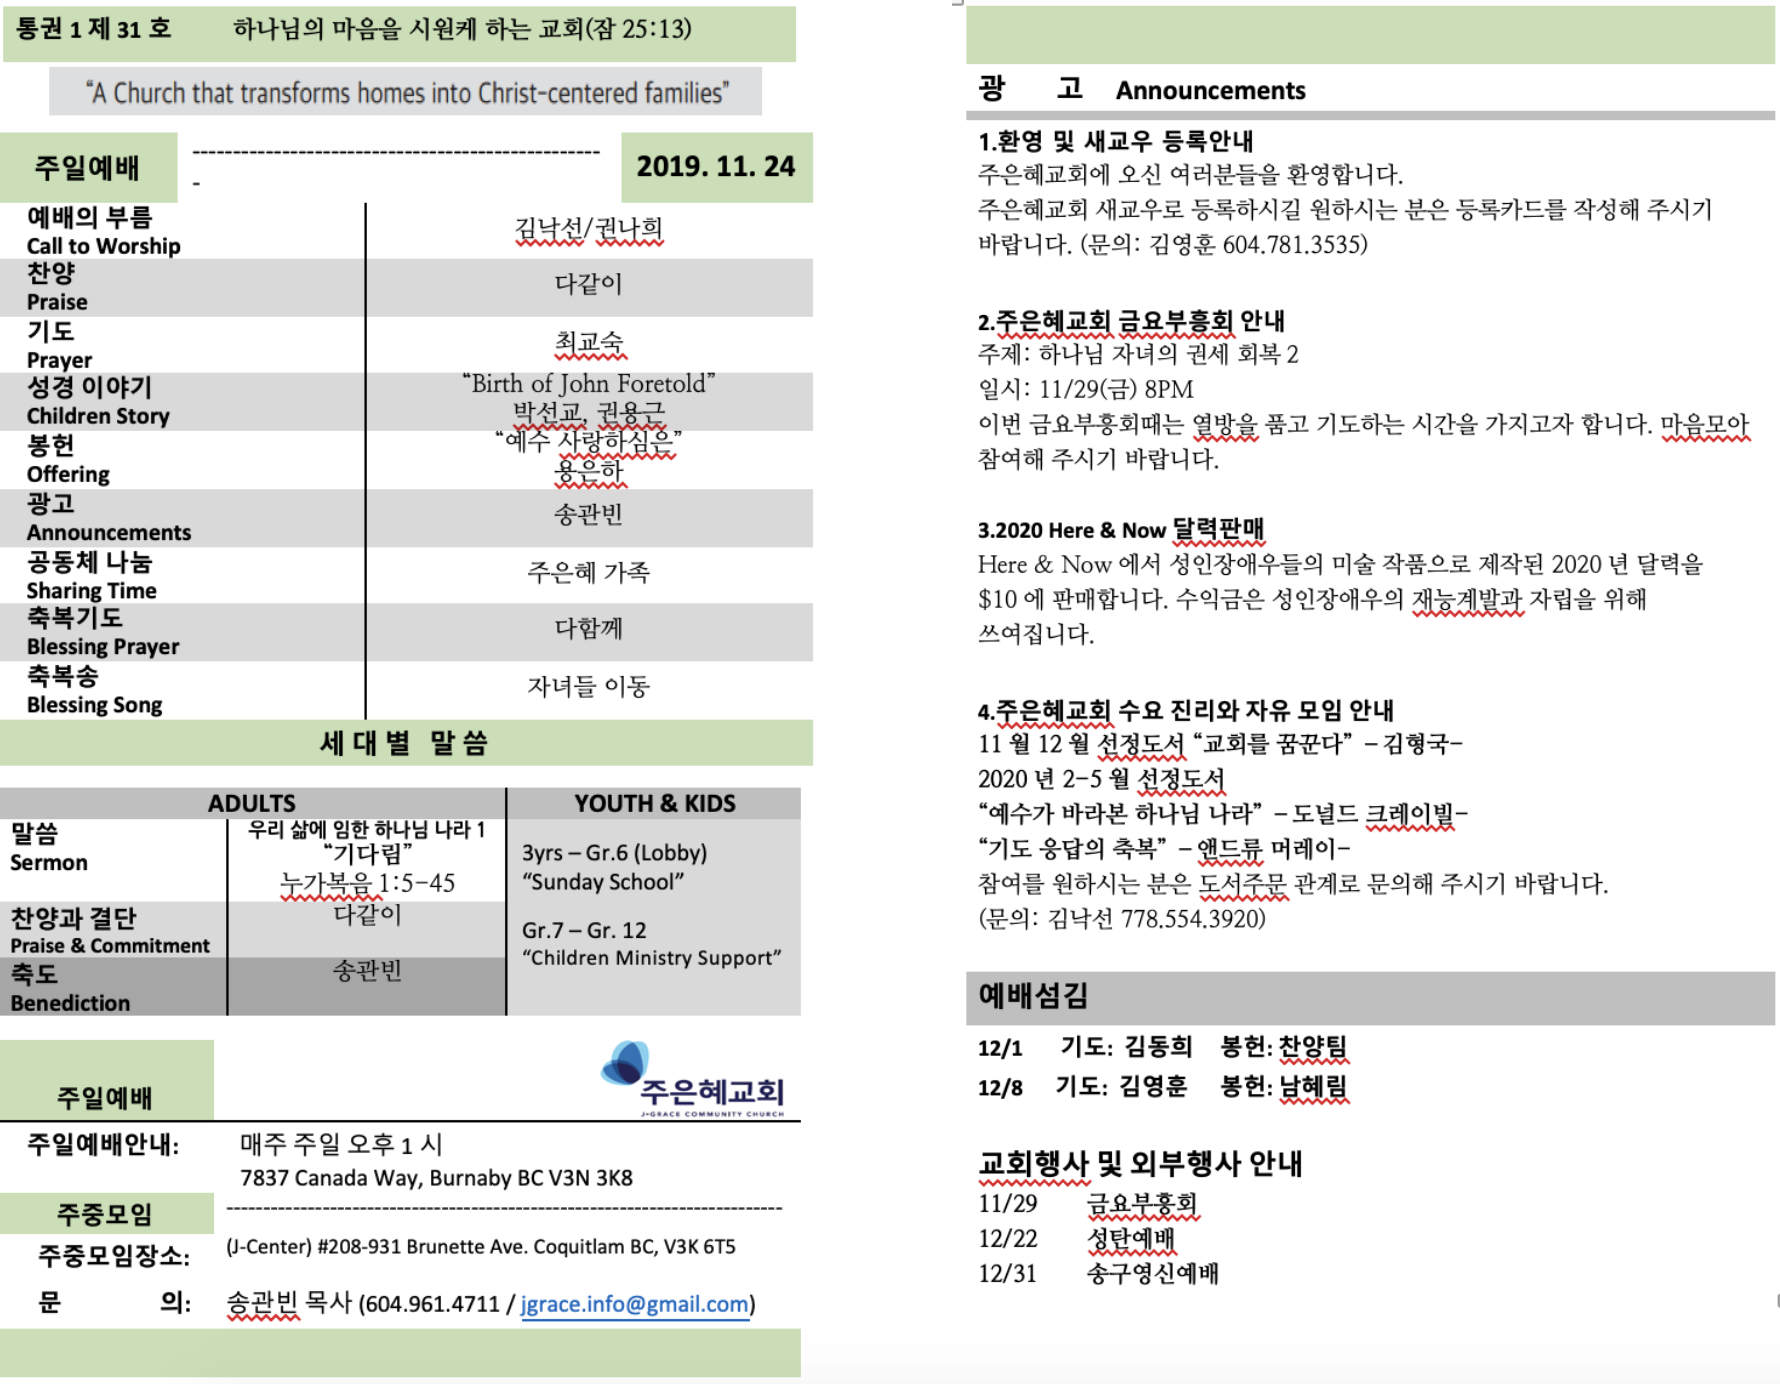 통권 1 제 31 호 하나님의 마음을 시원케 하는 교회(잠 25:13)
“A Church that transforms homes into Christ-centered families”
주일예배 -------------------------------------------------- 2019. 11. 24
-
예배의 부름
Call to Worship
김낙선/권나희
찬양
Praise
다같이
기도
Prayer
최교숙
성경 이야기
Children Story
“Birth of John Foretold”
박선교, 권용근
봉헌
Offering
“예수 사랑하심은”
용은하
광고
Announcements
송관빈
공동체 나눔
Sharing Time
주은혜 가족
축복기도
Blessing Prayer
다함께
축복송
Blessing Song
자녀들 이동
세대별 말씀
ADULTS
YOUTH & KIDS
말씀
Sermon
우리 삶에 임한 하나님 나라 1
“기다림”
누가복음 1:5-45
찬양과 결단
Praise & Commitment
다같이
축도
Benediction
송관빈
3yrs – Gr.6 (Lobby)
“Sunday School”
Gr.7 – Gr. 12
“Children Ministry Support”
주일예배
주은혜교회
J-GRACE COMMUNITY CHURCH
주일예배안내: 매주 주일 오후 1 시
7837 Canada Way, Burnaby BC V3N 3K8
주중모임 --------------------------------------------------------------------------
주중모임장소: (J-Center) #208-931 Brunette Ave. Coquitlam BC, V3K 6T5
문 의: 송관빈 목사 (604.961.4711 / jgrace.info@gmail.com)
광 고 Announcements
1.환영 및 새교우 등록안내
주은혜교회에 오신 여러분들을 환영합니다.
주은혜교회 새교우로 등록하시길 원하시는 분은 등록카드를 작성해 주시기
바랍니다. (문의: 김영훈 604.781.3535)
2.주은혜교회 금요부흥회 안내
주제: 하나님 자녀의 권세 회복 2
일시: 11/29(금) 8PM
이번 금요부흥회때는 열방을 품고 기도하는 시간을 가지고자 합니다. 마음모아
참여해 주시기 바랍니다.
3.2020 Here & Now 달력판매
Here & Now 에서 성인장애우들의 미술 작품으로 제작된 2020 년 달력을
$10 에 판매합니다. 수익금은 성인장애우의 재능계발과 자립을 위해
쓰여집니다.
4.주은혜교회 수요 진리와 자유 모임 안내
11 월 12 월 선정도서 “교회를 꿈꾼다” – 김형국–
2020 년 2-5 월 선정도서
“예수가 바라본 하나님 나라” – 도널드 크레이빌–
“기도 응답의 축복” – 앤드류 머레이–
참여를 원하시는 분은 도서주문 관계로 문의해 주시기 바랍니다.
(문의: 김낙선 778.554.3920)
예배섬김
12/1 기도: 김동희 봉헌: 찬양팀
12/8 기도: 김영훈 봉헌: 남혜림
교회행사 및 외부행사 안내
11/29 금요부흥회
12/22 성탄예배
12/31 송구영신예배